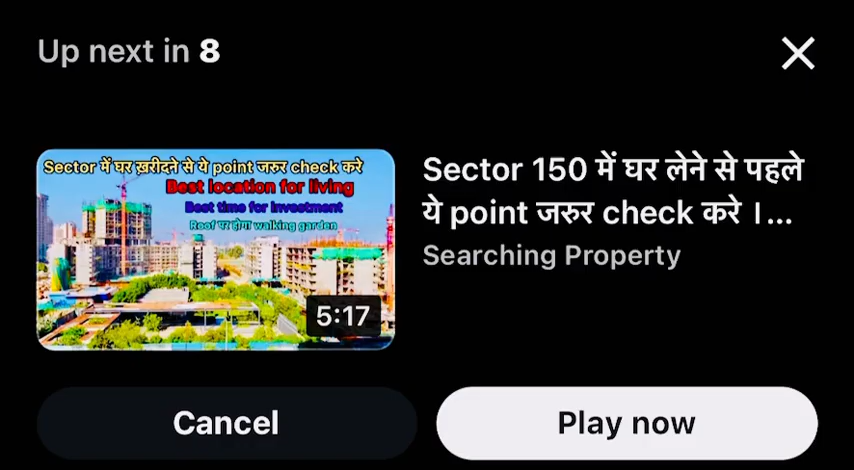 Up next in 8
Sector में घर ख़रीदने से ये point जरुर check करे
Best location for living
Best time for investment
Roof पर होगा walking garden
5:17
Sector 150 में घर लेने से पहले
ये point जरुर check करे ।...
Searching Property
Cancel
Play now